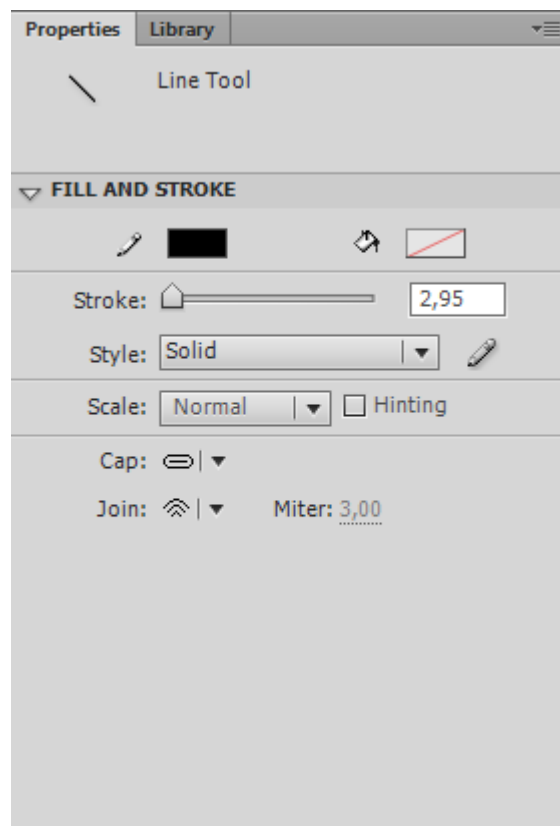 Properties Library
Line Tool
FILL AND STROKE
Stroke: 2,95
Style: Solid
Scale: Normal Hinting
Cap:
Join: Miter: 3,00